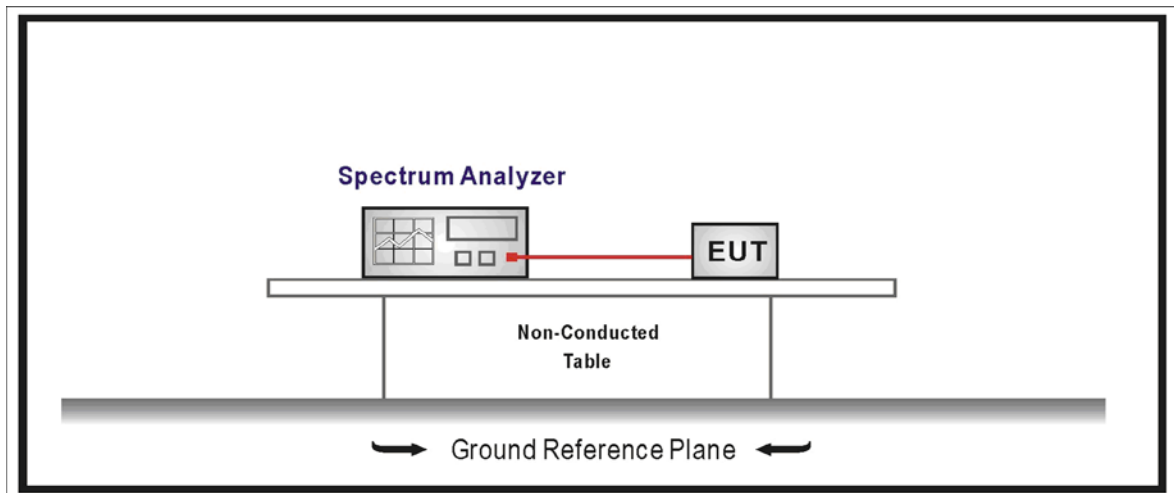 Spectrum Analyzer
EUT
Non-Conducted
Table
Ground Reference Plane